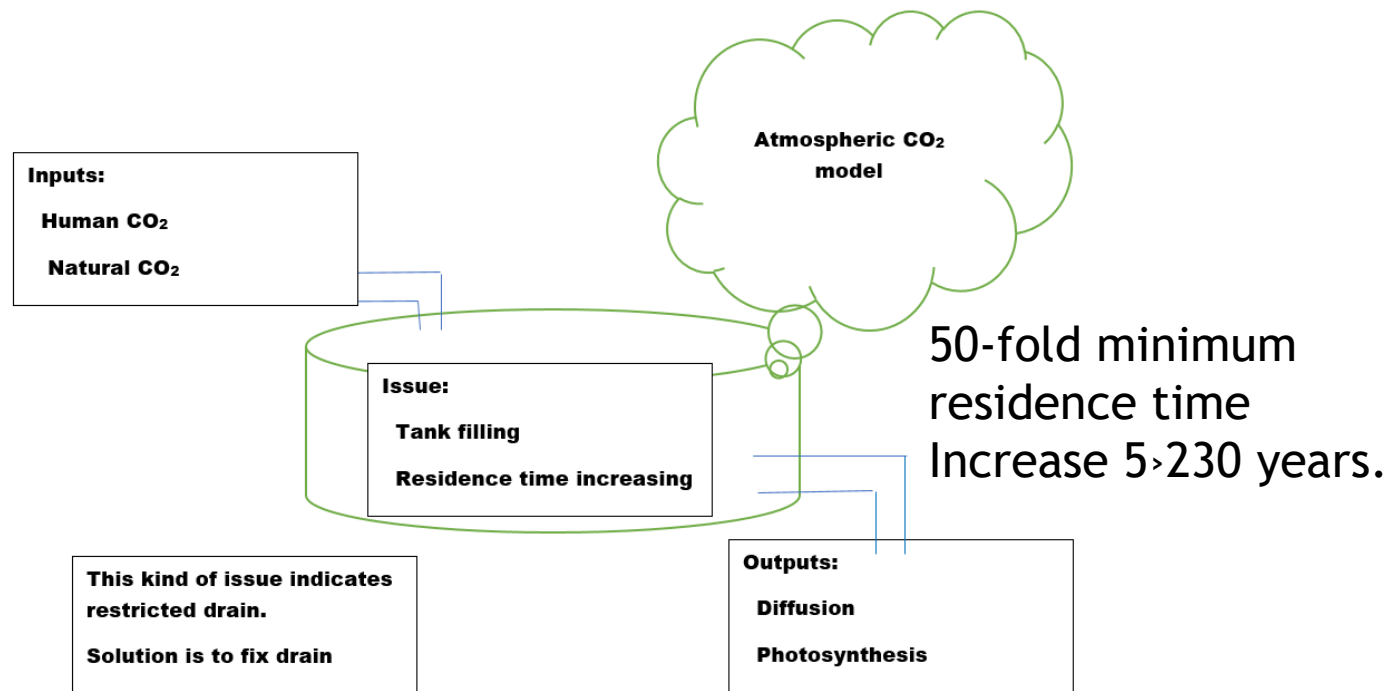 Atmospheric CO₂
model
Inputs:
Human CO₂
Natural CO₂
50-fold minimum
residence time
Increase 5›230 years.
Issue:
Tank filling
Residence time increasing
This kind of issue indicates
restricted drain.
Solution is to fix drain
Outputs:
Diffusion
Photosynthesis